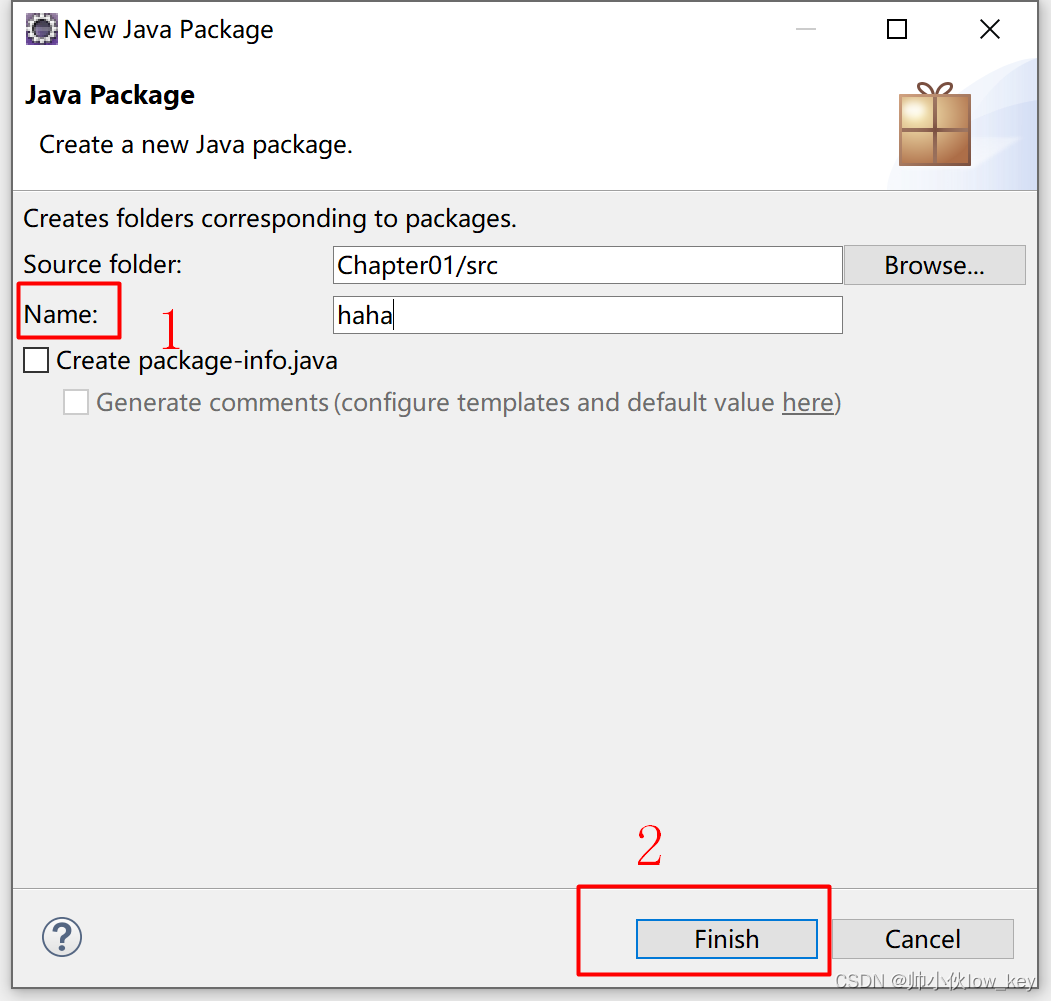 New Java Package
Java Package
Create a new Java package.
Creates folders corresponding to packages.
Source folder: Chapter01/src Browse...
Name: 1 haha
Create package-info.java
Generate comments (configure templates and default value here)
2
? Finish Cancel
CSDN @帅小伙low_key